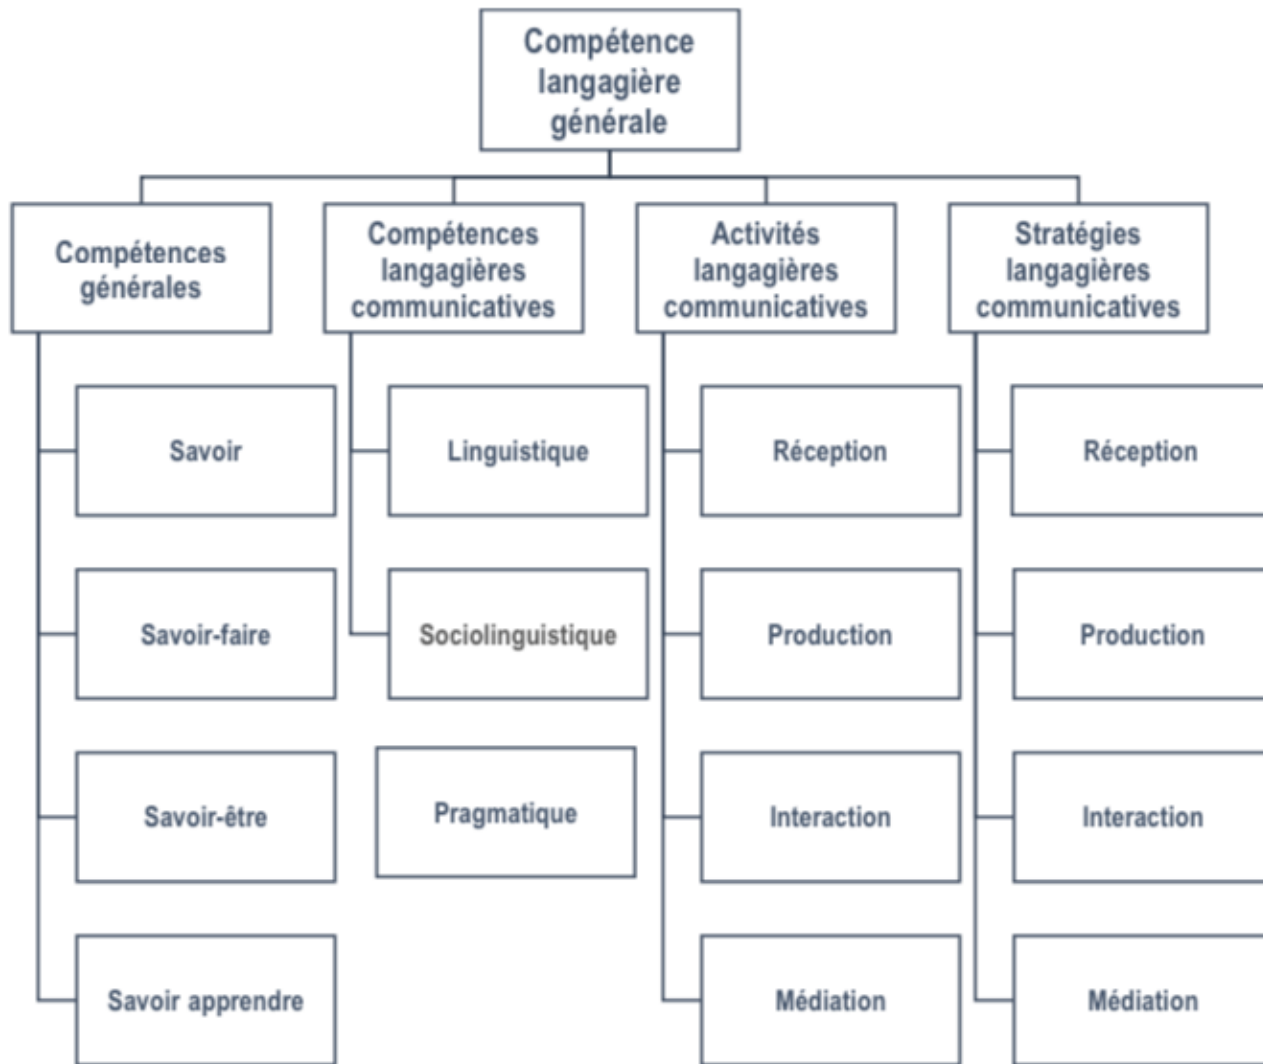 Compétence
langagière
générale
Compétences
générales
Compétences
langagières
communicatives
Activités
langagières
communicatives
Stratégies
langagières
communicatives
Savoir
Linguistique
Réception
Réception
Savoir-faire
Sociolinguistique
Production
Production
Savoir-être
Pragmatique
Interaction
Interaction
Savoir apprendre
Médiation
Médiation